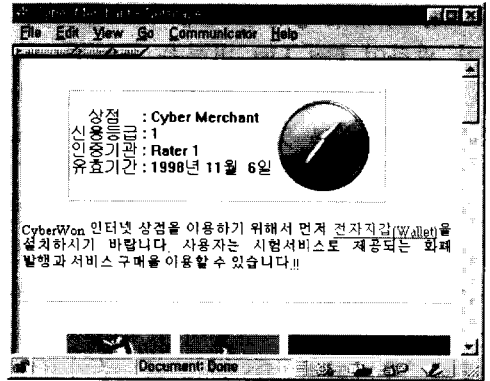 File Edit View Go Communicator Help
상점 : Cyber Merchant
신용등급 : 1
인증기관 : Rater 1
유효기간 : 1998년 11월 6일
CyberWon 인터넷 상점을 이용하기 위해서 먼저 전자지갑(Wallet)을
설치하시기 바랍니다. 사용자는 시험서비스로 제공되는 화폐
발행과 서비스 구매을 이용할 수 있습니다.!!
Document: Done